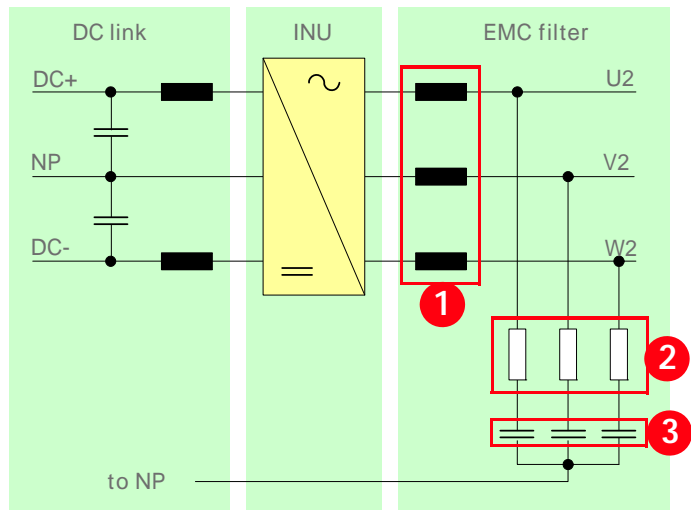 DC link
INU
EMC filter
DC+
U2
NP
V2
DC-
W2
1
2
3
to NP